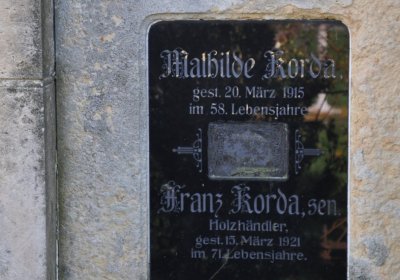 Mathilde Korda,
gest. 20. März 1915
im 58. Lebensjahre
Franz Korda, sen.
Holzhändler,
gest. 15. März 1921
im 71. Lebensjahre.